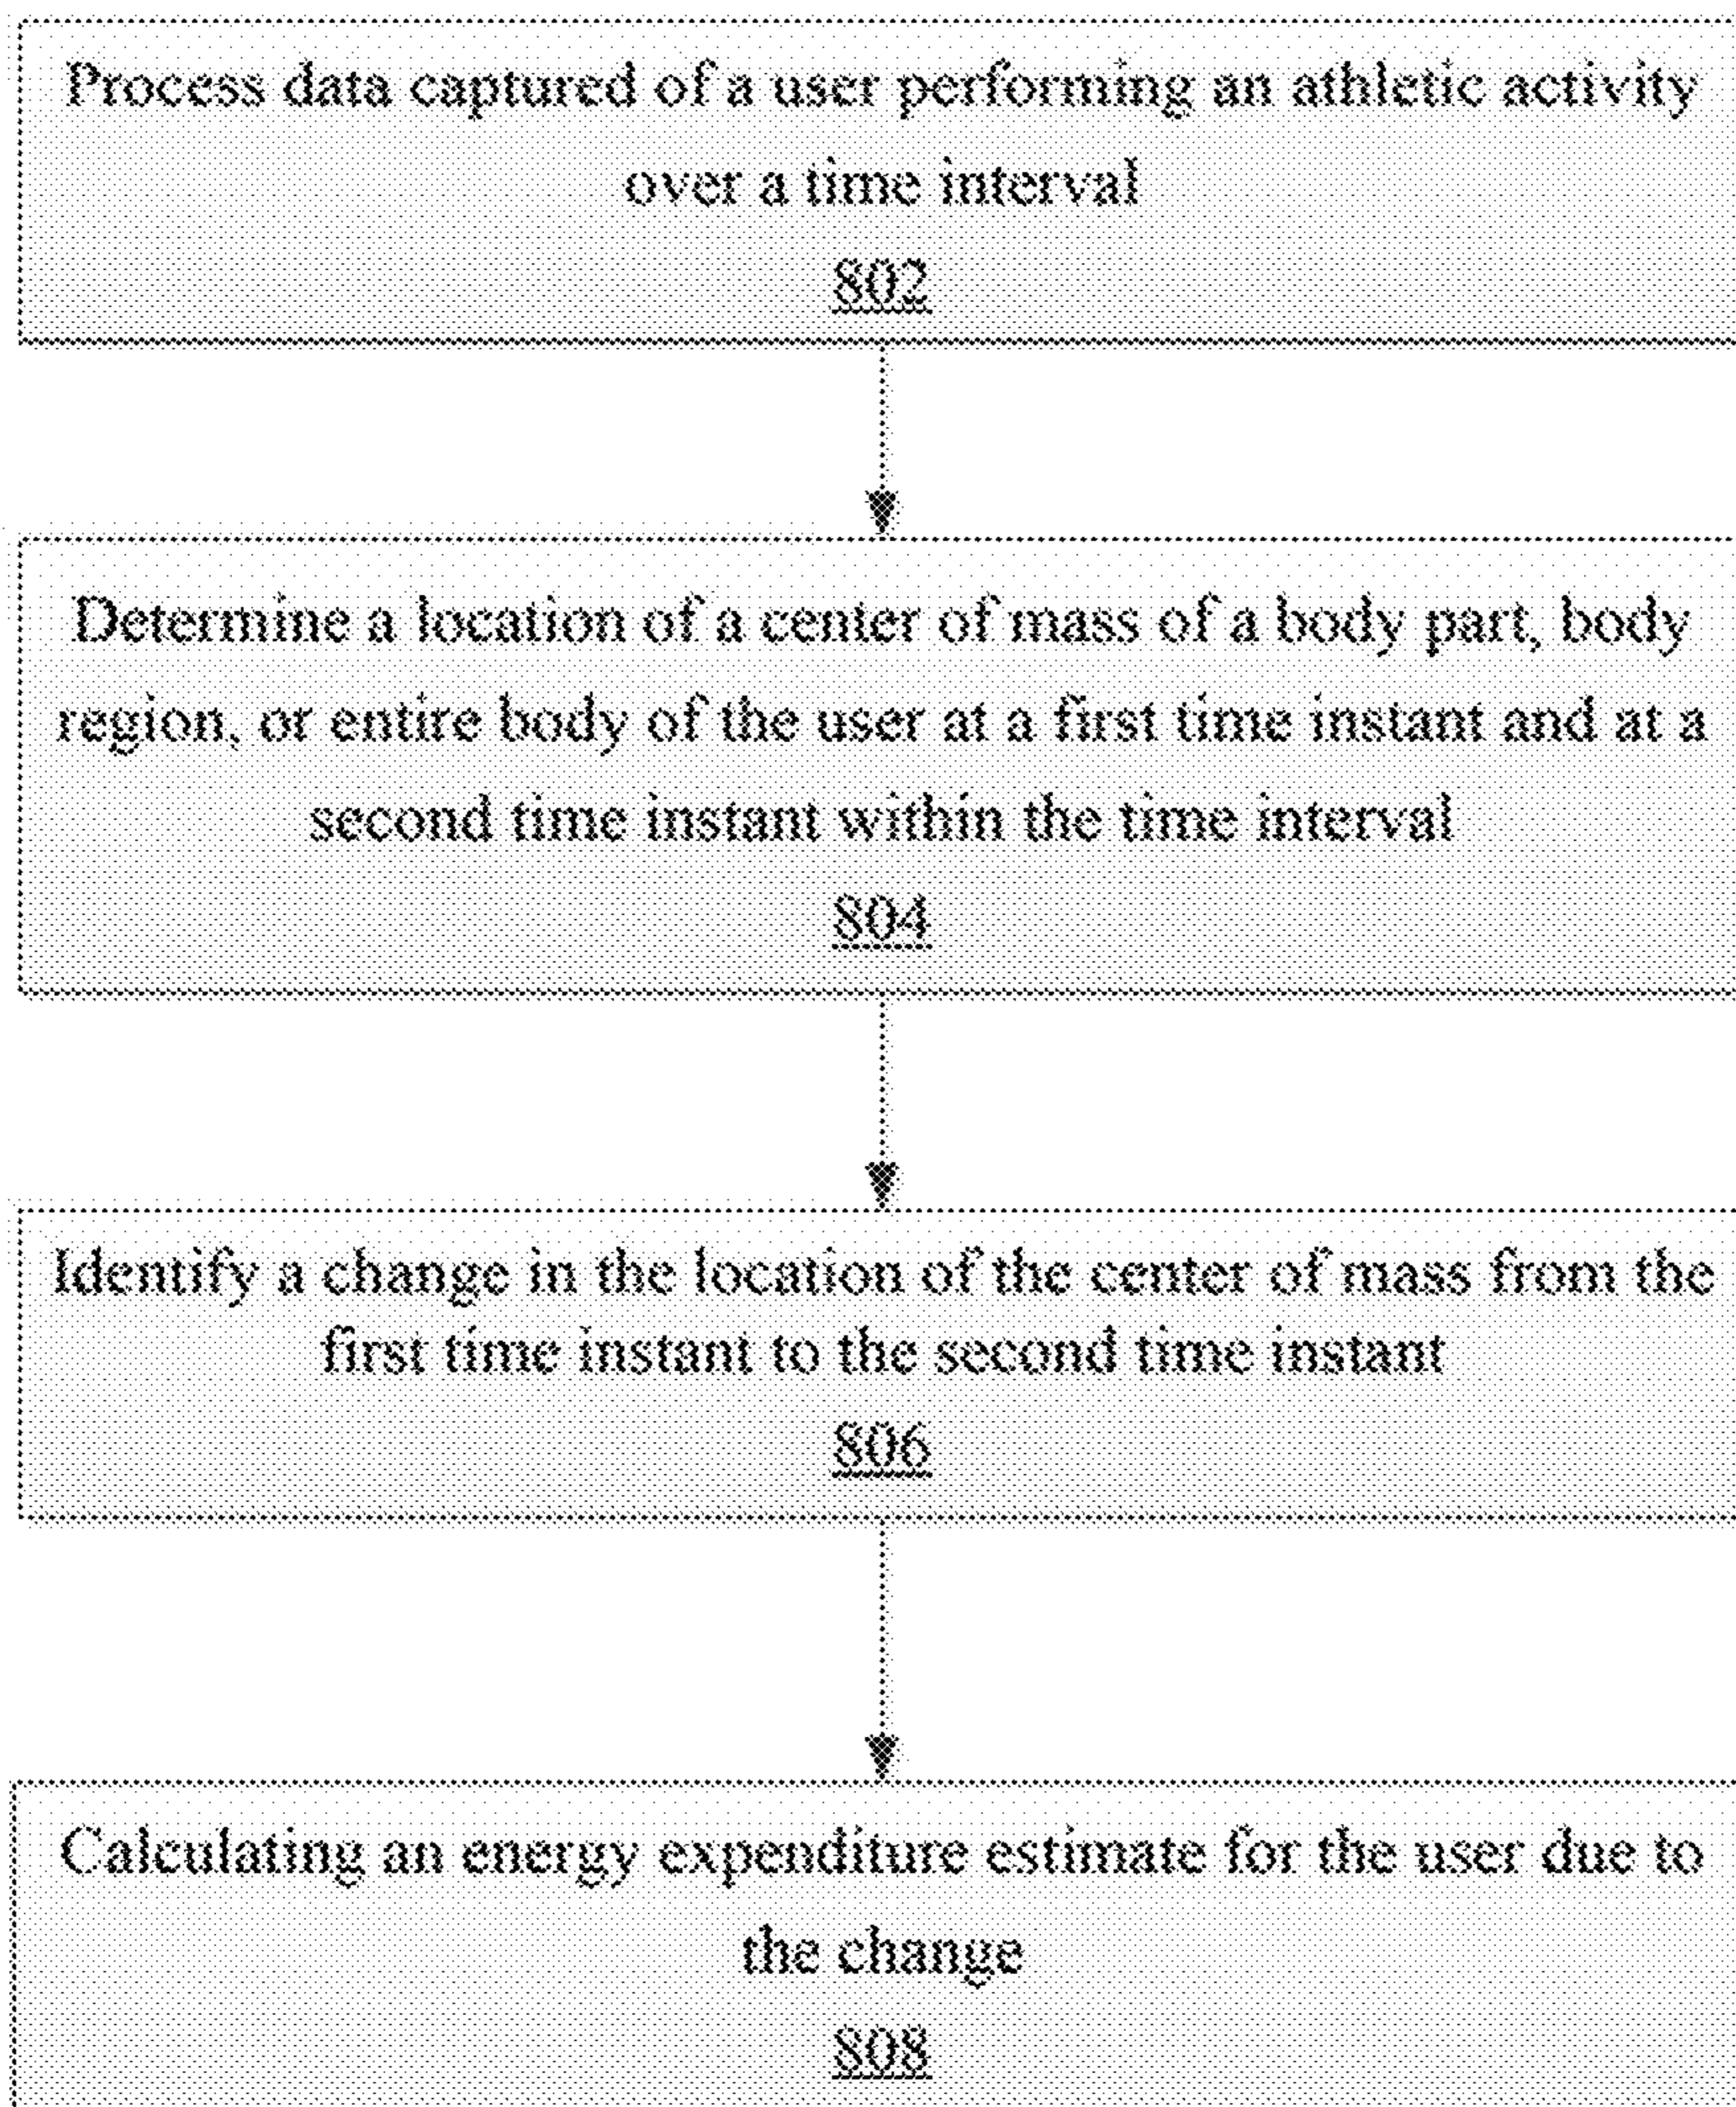 Process data captured of a user performing an athletic activity
over a time interval
802
Determine a location of a center of mass of a body part, body
region, or entire body of the user at a first time instant and at a
second time instant within the time interval
804
Identify a change in the location of the center of mass from the
first time instant to the second time instant
806
Calculating an energy expenditure estimate for the user due to
the change
808